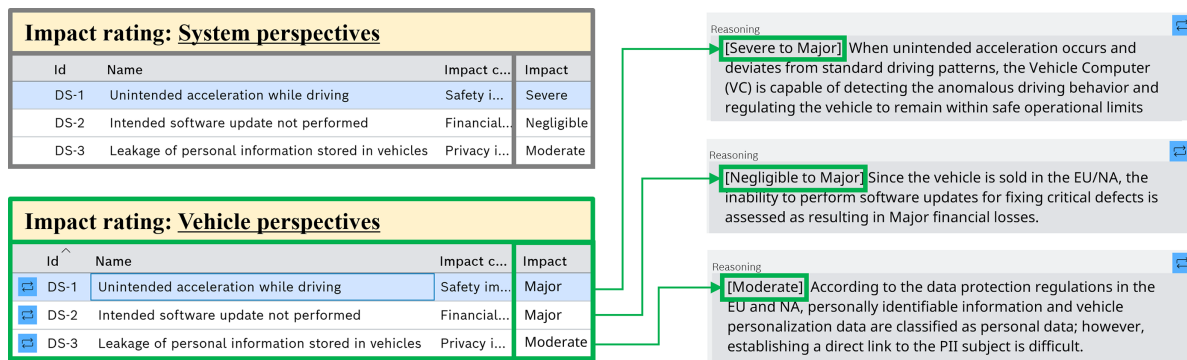 Impact rating: System perspectives
Id Name Impact c... Impact
DS-1 Unintended acceleration while driving Safety i... Severe
DS-2 Intended software update not performed Financial... Negligible
DS-3 Leakage of personal information stored in vehicles Privacy i... Moderate
Impact rating: Vehicle perspectives
Id Name Impact c... Impact
DS-1 Unintended acceleration while driving Safety im... Major
DS-2 Intended software update not performed Financial... Major
DS-3 Leakage of personal information stored in vehicles Privacy i... Moderate
Reasoning
[Severe to Major] When unintended acceleration occurs and
deviates from standard driving patterns, the Vehicle Computer
(VC) is capable of detecting the anomalous driving behavior and
regulating the vehicle to remain within safe operational limits
Reasoning
[Negligible to Major] Since the vehicle is sold in the EU/NA, the
inability to perform software updates for fixing critical defects is
assessed as resulting in Major financial losses.
Reasoning
[Moderate] According to the data protection regulations in the
EU and NA, personally identifiable information and vehicle
personalization data are classified as personal data; however,
establishing a direct link to the PII subject is difficult.